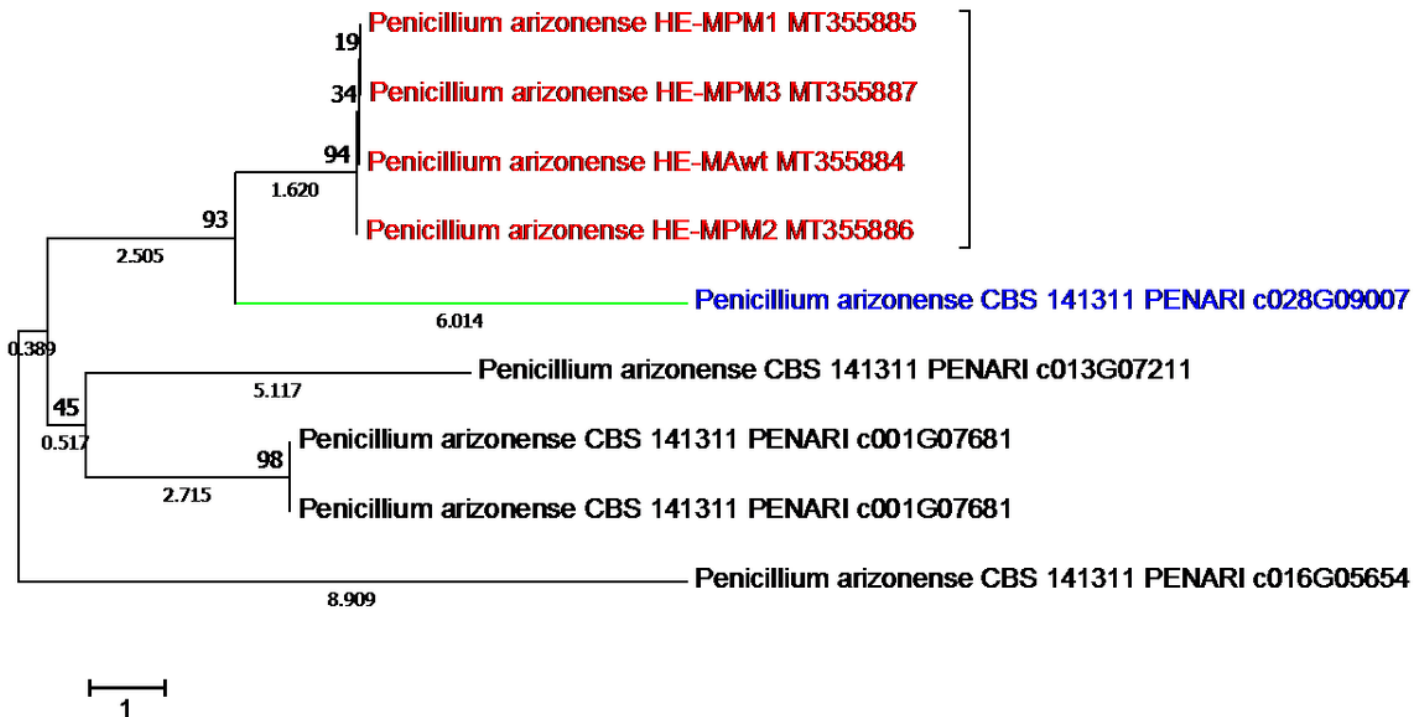 Penicillium arizonense HE-MPM1 MT355885
19
34
Penicillium arizonense HE-MPM3 MT355887
94
Penicillium arizonense HE-MAwt MT355884
1.620
93
Penicillium arizonense HE-MPM2 MT355886
2.505
Penicillium arizonense CBS 141311 PENARI c028G09007
6.014
0.389
Penicillium arizonense CBS 141311 PENARI c013G07211
5.117
45
0.517
Penicillium arizonense CBS 141311 PENARI c001G07681
98
2.715
Penicillium arizonense CBS 141311 PENARI c001G07681
Penicillium arizonense CBS 141311 PENARI c016G05654
8.909
1